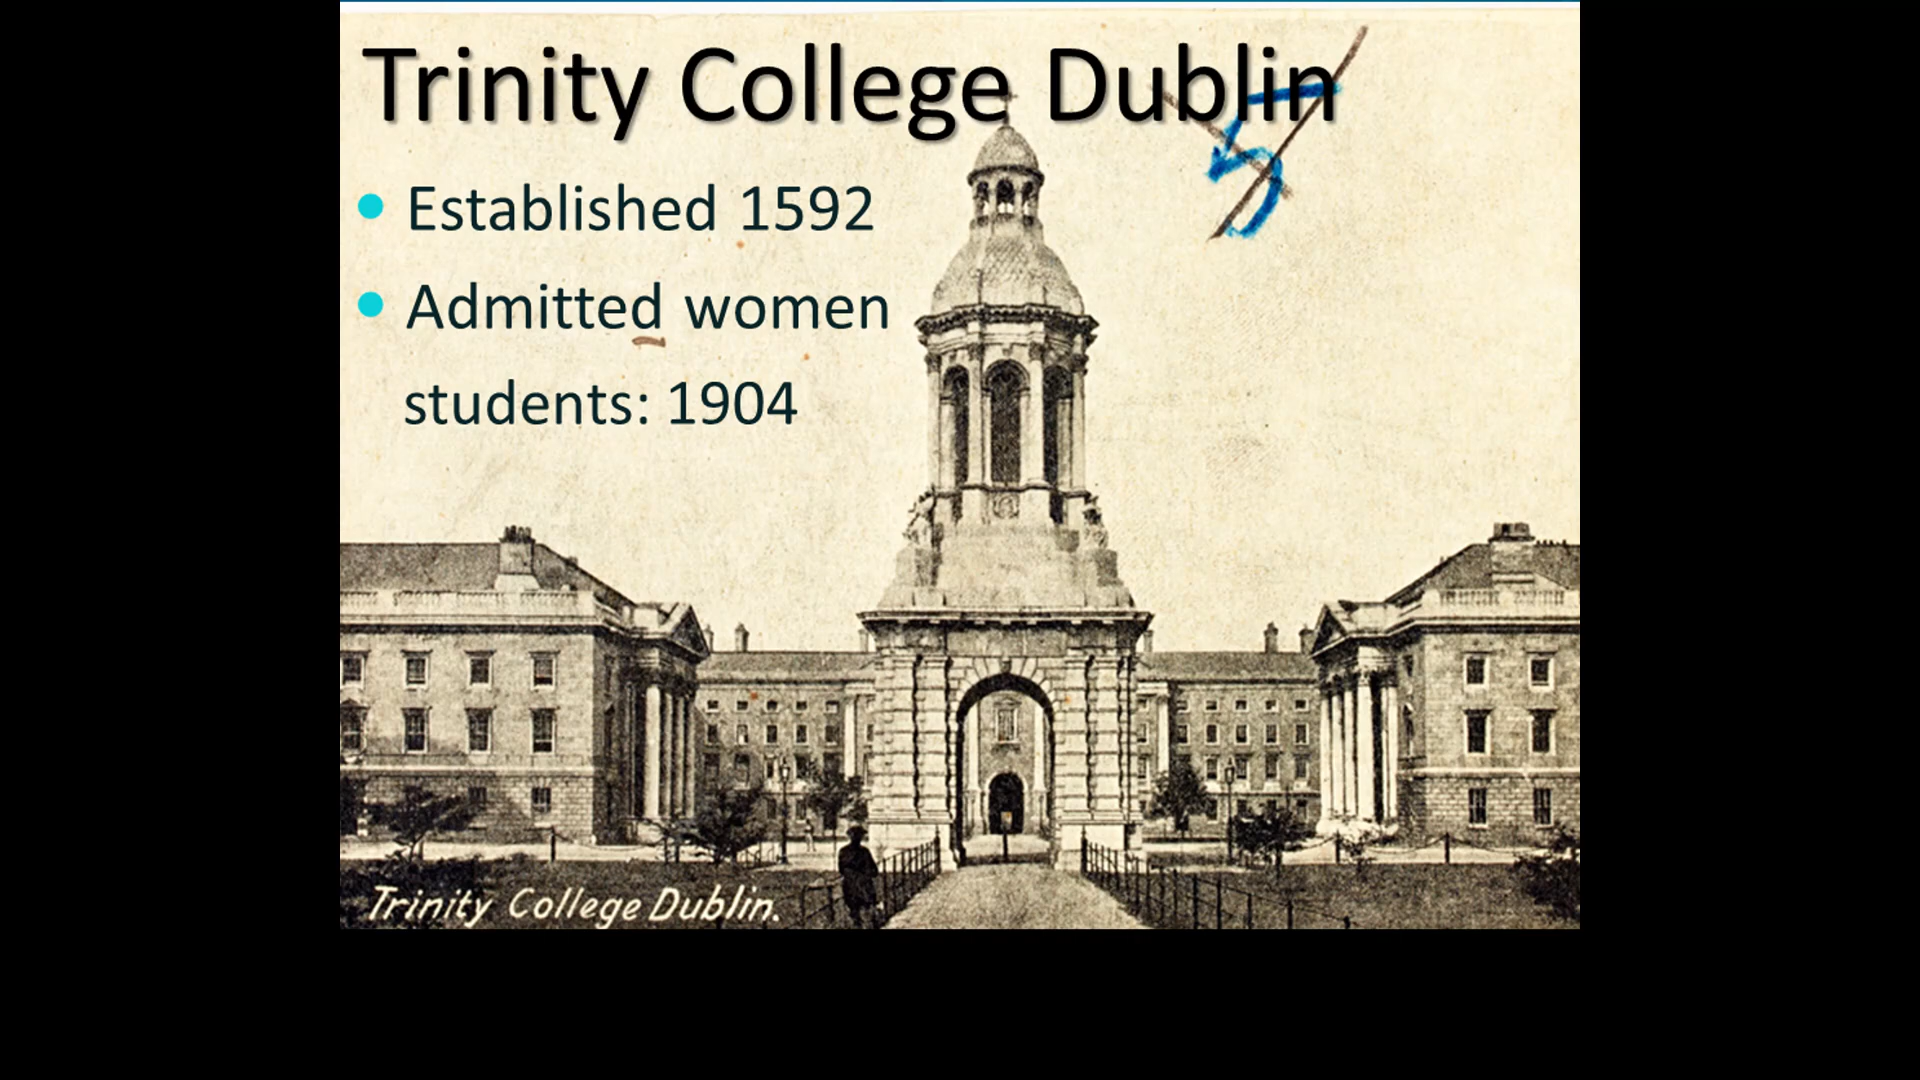 Trinity College Dublin
• Established 1592
• Admitted women
students: 1904
5
Trinity College Dublin.